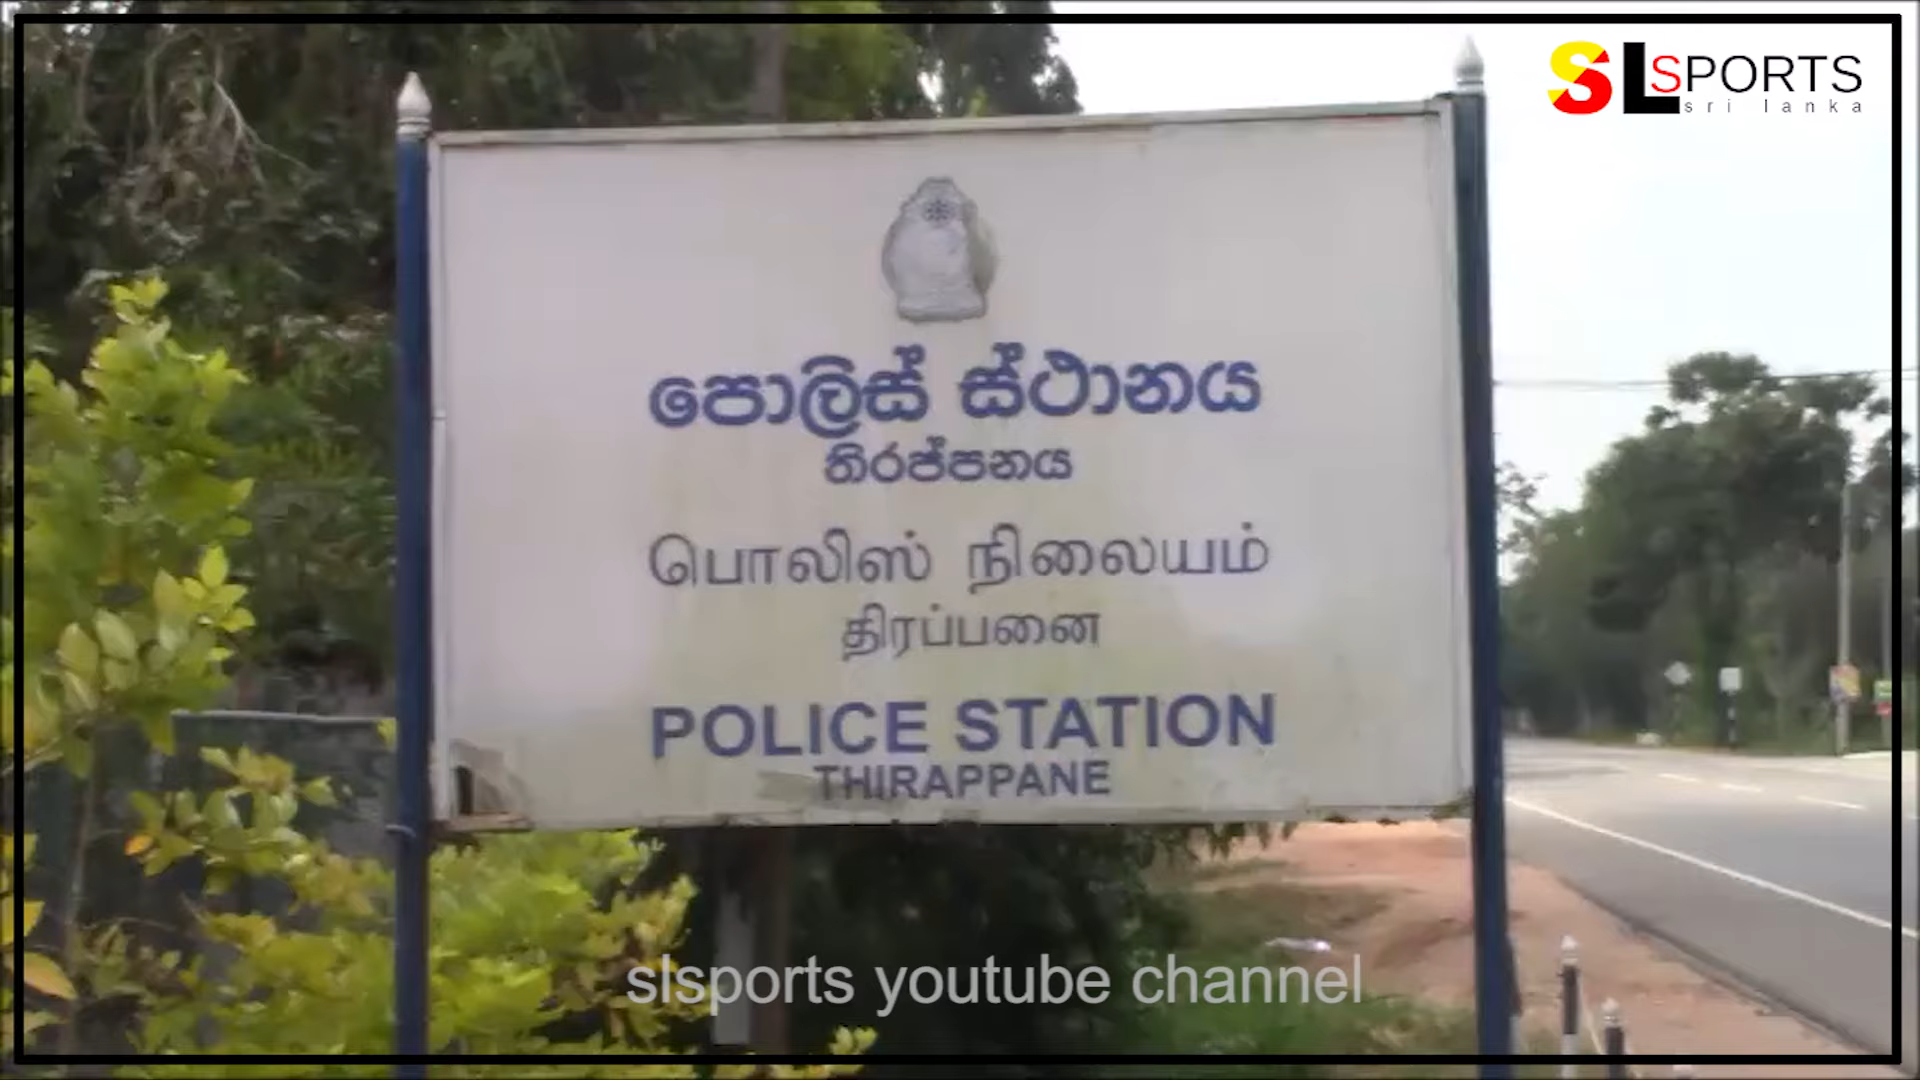 SLSPORTS
sri lanka
පොලිස් ස්ථානය
තිරප්පනය
பொலிஸ் நிலையம்
திரப்பனை
POLICE STATION
THIRAPPANE
slsports youtube channel